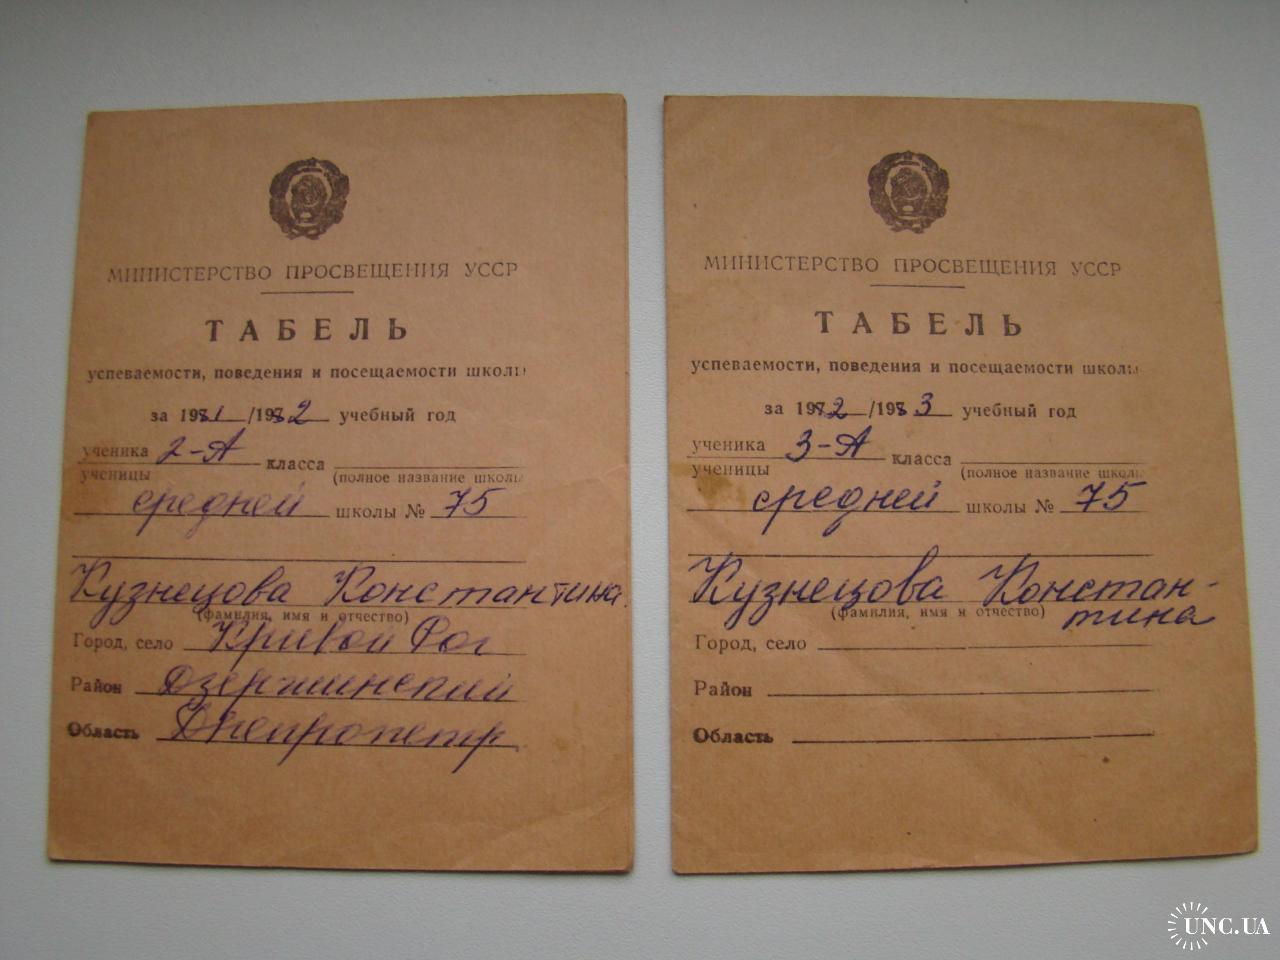 МИНИСТЕРСТВО ПРОСВЕЩЕНИЯ УССР
ТАБЕЛЬ
успеваемости, поведения и посещаемости школы
за 1981/1982 учебный год
ученика 2-А класса
ученицы (полное название школы
средней школы № 75
Кузнецова Константина
(фамилия, имя и отчество)
Город, село Кривой Рог
Район Дзержинский
Область Днепропетр
МИНИСТЕРСТВО ПРОСВЕЩЕНИЯ УССР
ТАБЕЛЬ
успеваемости, поведения и посещаемости школы
за 1982/1983 учебный год
ученика 3-А класса
ученицы (полное название школы
средней школы № 75
Кузнецова Констан-
(фамилия, имя и отчество) тина
Город, село
Район
Область
UNC.UA